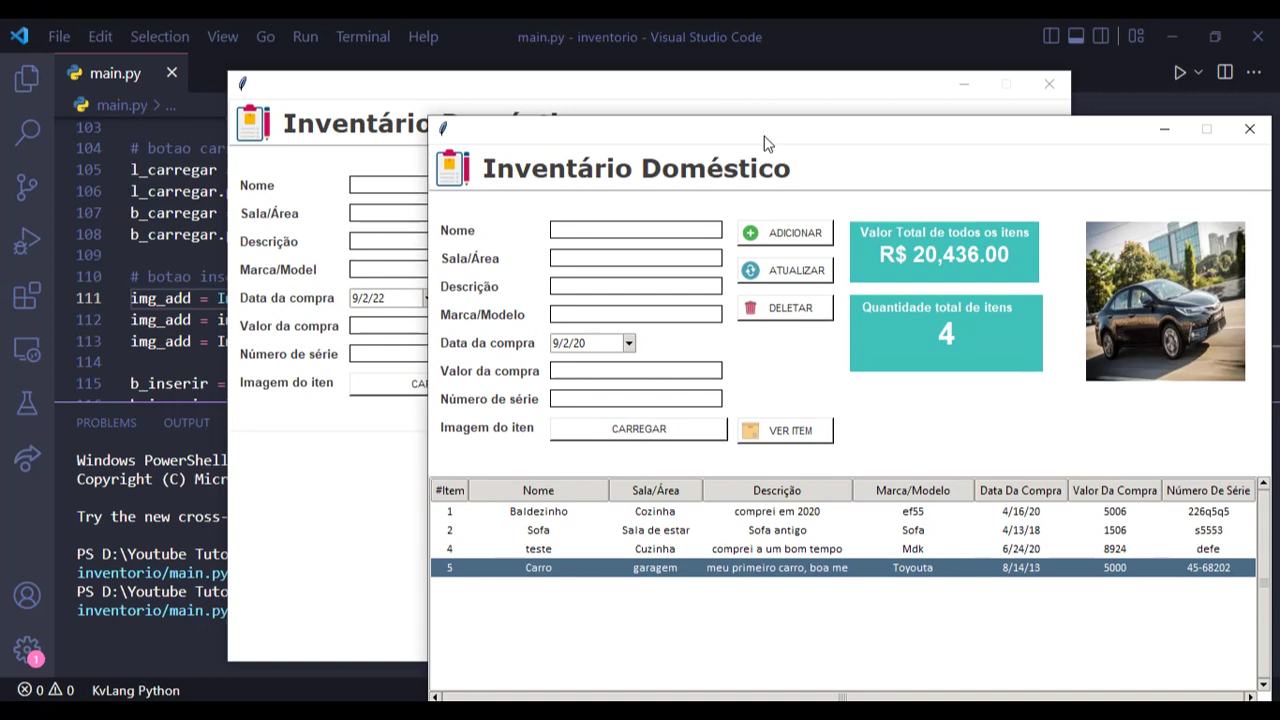 File Edit Selection View Go Run Terminal Help
main.py - inventorio - Visual Studio Code
main.py
main.py > ...
103
104 # botao car
105 l_carregar
106 l_carregar.
107 b_carregar
108 b_carregar.
109
110 # botao ins
111 img_add = I
112 img_add = i
113 img_add = I
114
115 b_inserir =
PROBLEMS OUTPUT
Windows PowerShell
Copyright (C) Micr
Try the new cross-
PS D:\Youtube Tuto
inventorio/main.py
PS D:\Youtube Tuto
inventorio/main.py
1
0 0 KvLang Python
Inventário
Nome
Sala/Área
Descrição
Marca/Model
Data da compra 9/2/22
Valor da compra
Número de série
Imagem do iten CA
Inventário Doméstico
Nome
Sala/Área
Descrição
Marca/Modelo
Data da compra 9/2/20
Valor da compra
Número de série
Imagem do iten CARREGAR
ADICIONAR
ATUALIZAR
DELETAR
VER ITEM
Valor Total de todos os itens
R$ 20,436.00
Quantidade total de itens
4
#Item Nome Sala/Área Descrição Marca/Modelo Data Da Compra Valor Da Compra Número De Série
1 Baldezinho Cozinha comprei em 2020 ef55 4/16/20 5006 226q5q5
2 Sofa Sala de estar Sofa antigo Sofa 4/13/18 1506 s5553
4 teste Cuzinha comprei a um bom tempo Mdk 6/24/20 8924 defe
5 Carro garagem meu primeiro carro, boa me Toyouta 8/14/13 5000 45-68202